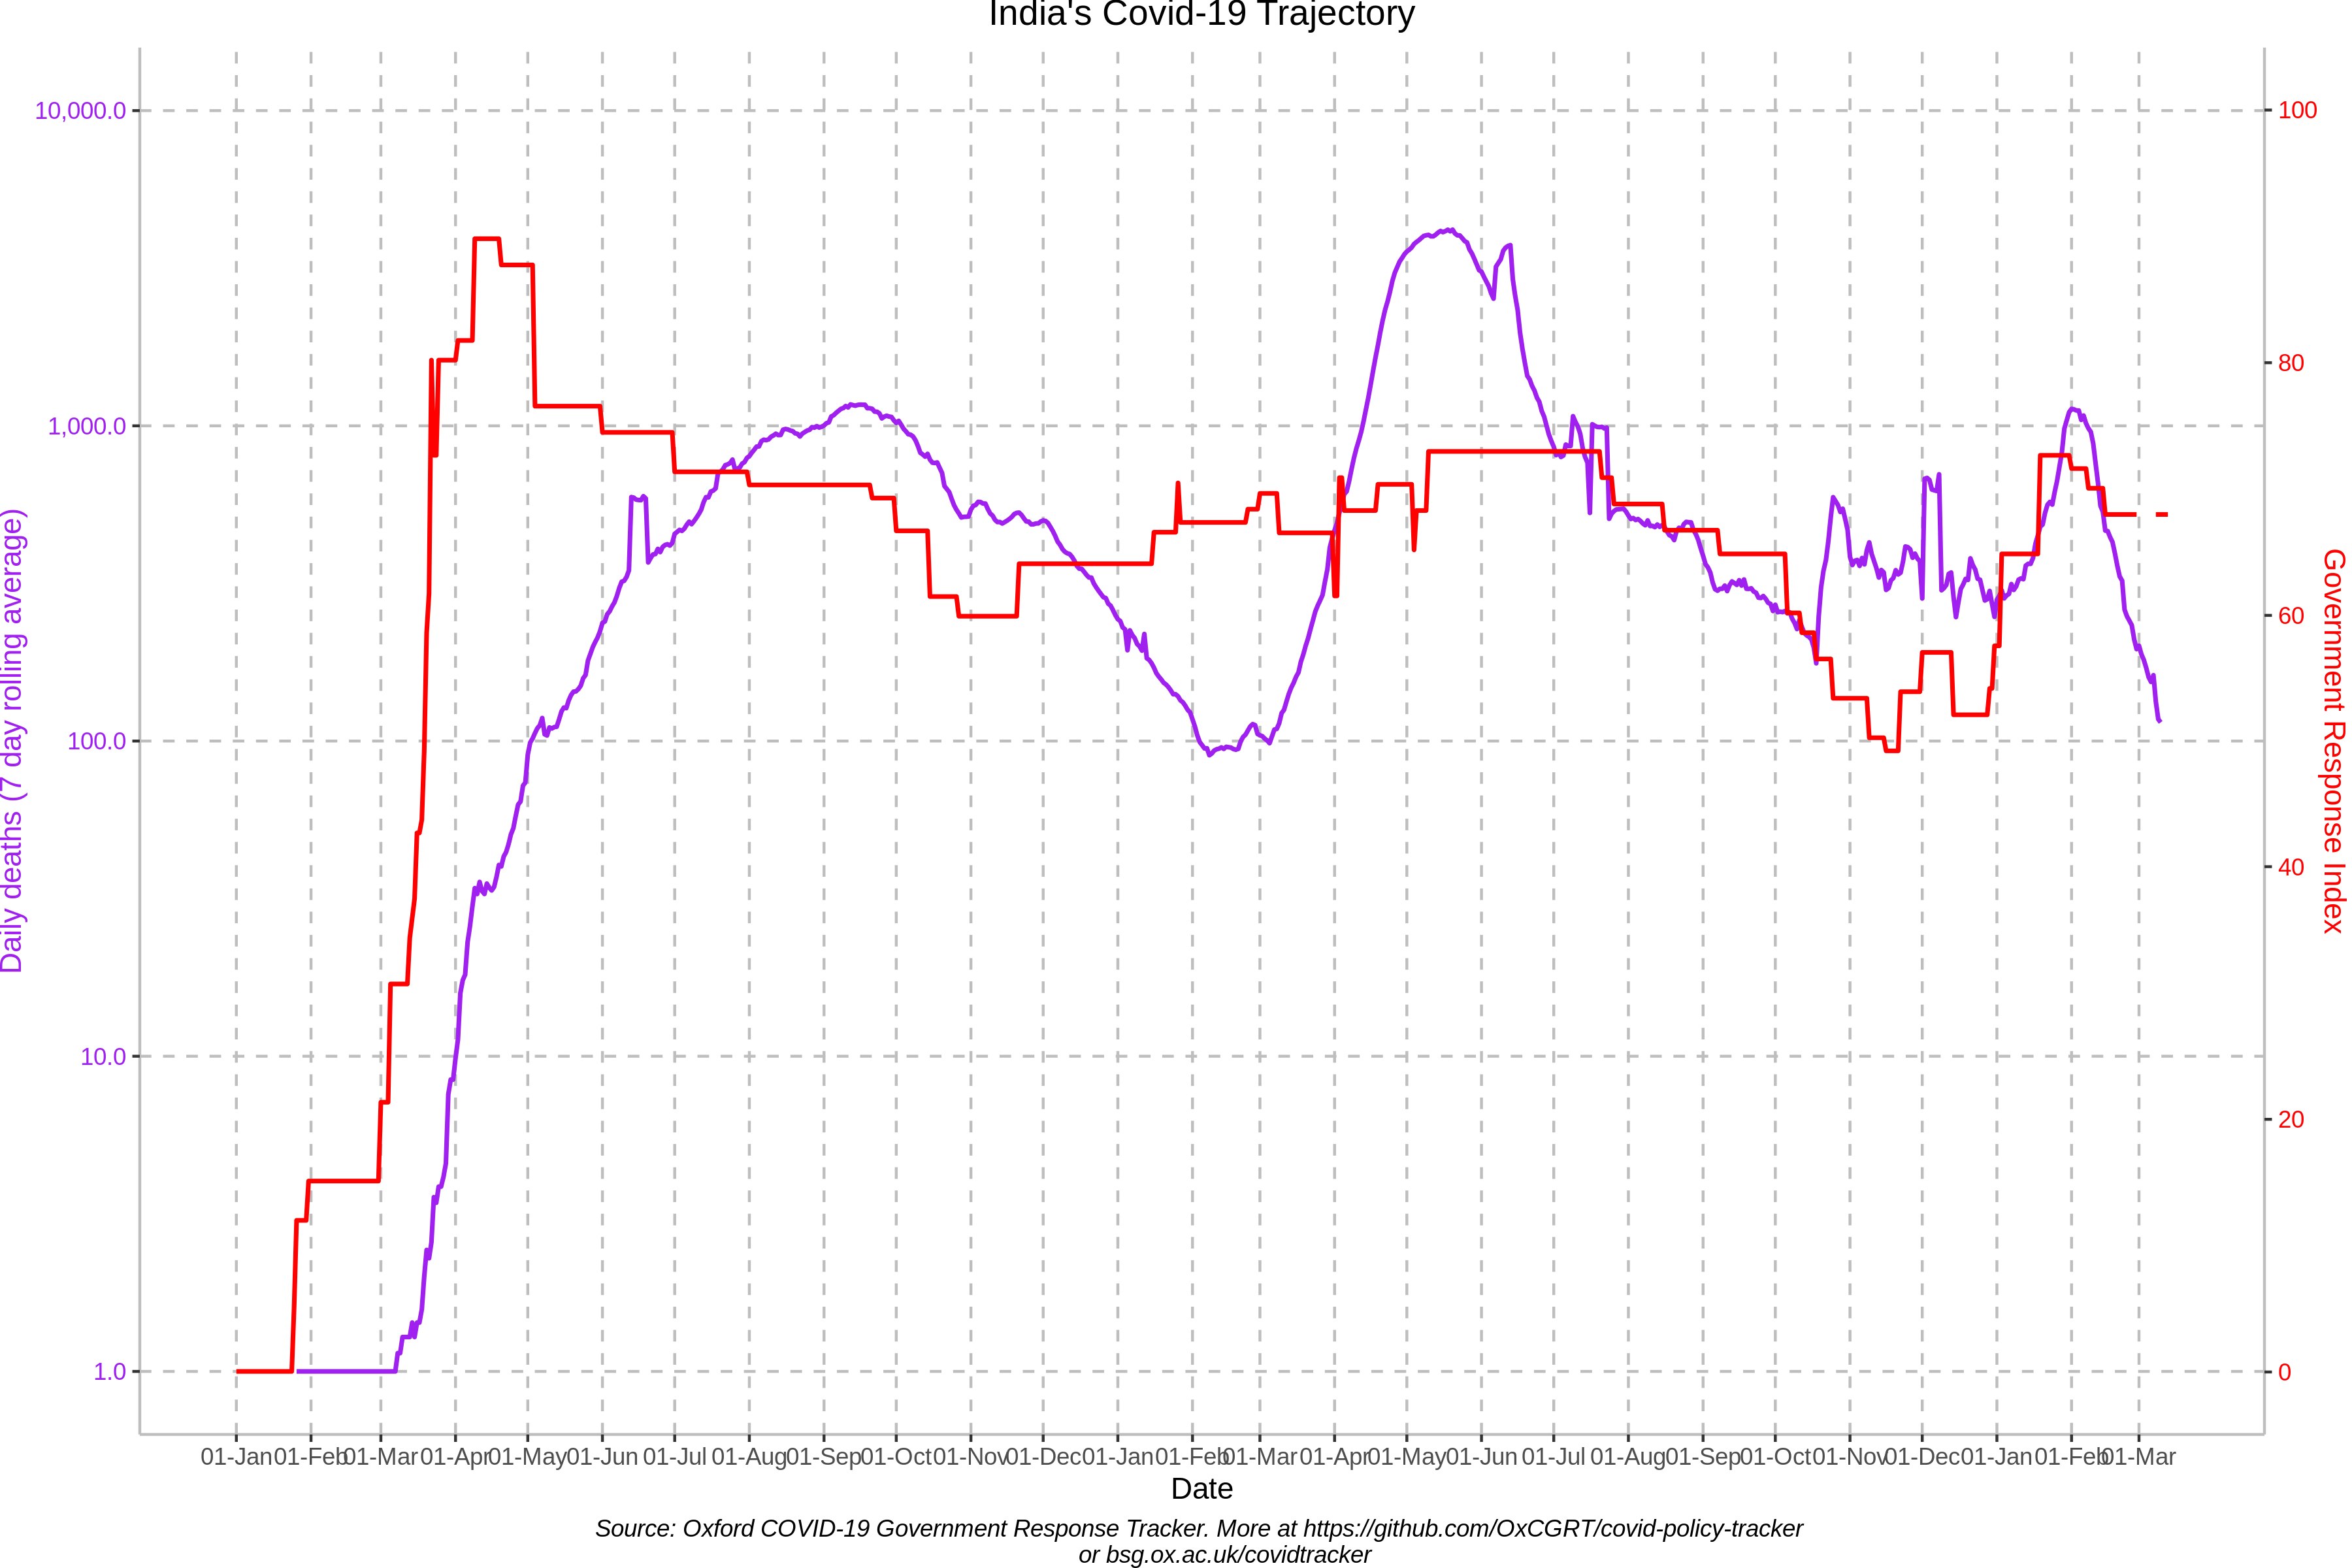 India's Covid-19 Trajectory
10,000.0
1,000.0
100.0
10.0
1.0
Daily deaths (7 day rolling average)
100
80
60
40
20
0
Government Response Index
01-Jan 01-Feb 01-Mar 01-Apr 01-May 01-Jun 01-Jul 01-Aug 01-Sep 01-Oct 01-Nov 01-Dec 01-Jan 01-Feb 01-Mar 01-Apr 01-May 01-Jun 01-Jul 01-Aug 01-Sep 01-Oct 01-Nov 01-Dec 01-Jan 01-Feb 01-Mar
Date
Source: Oxford COVID-19 Government Response Tracker. More at https://github.com/OxCGRT/covid-policy-tracker
or bsg.ox.ac.uk/covidtracker